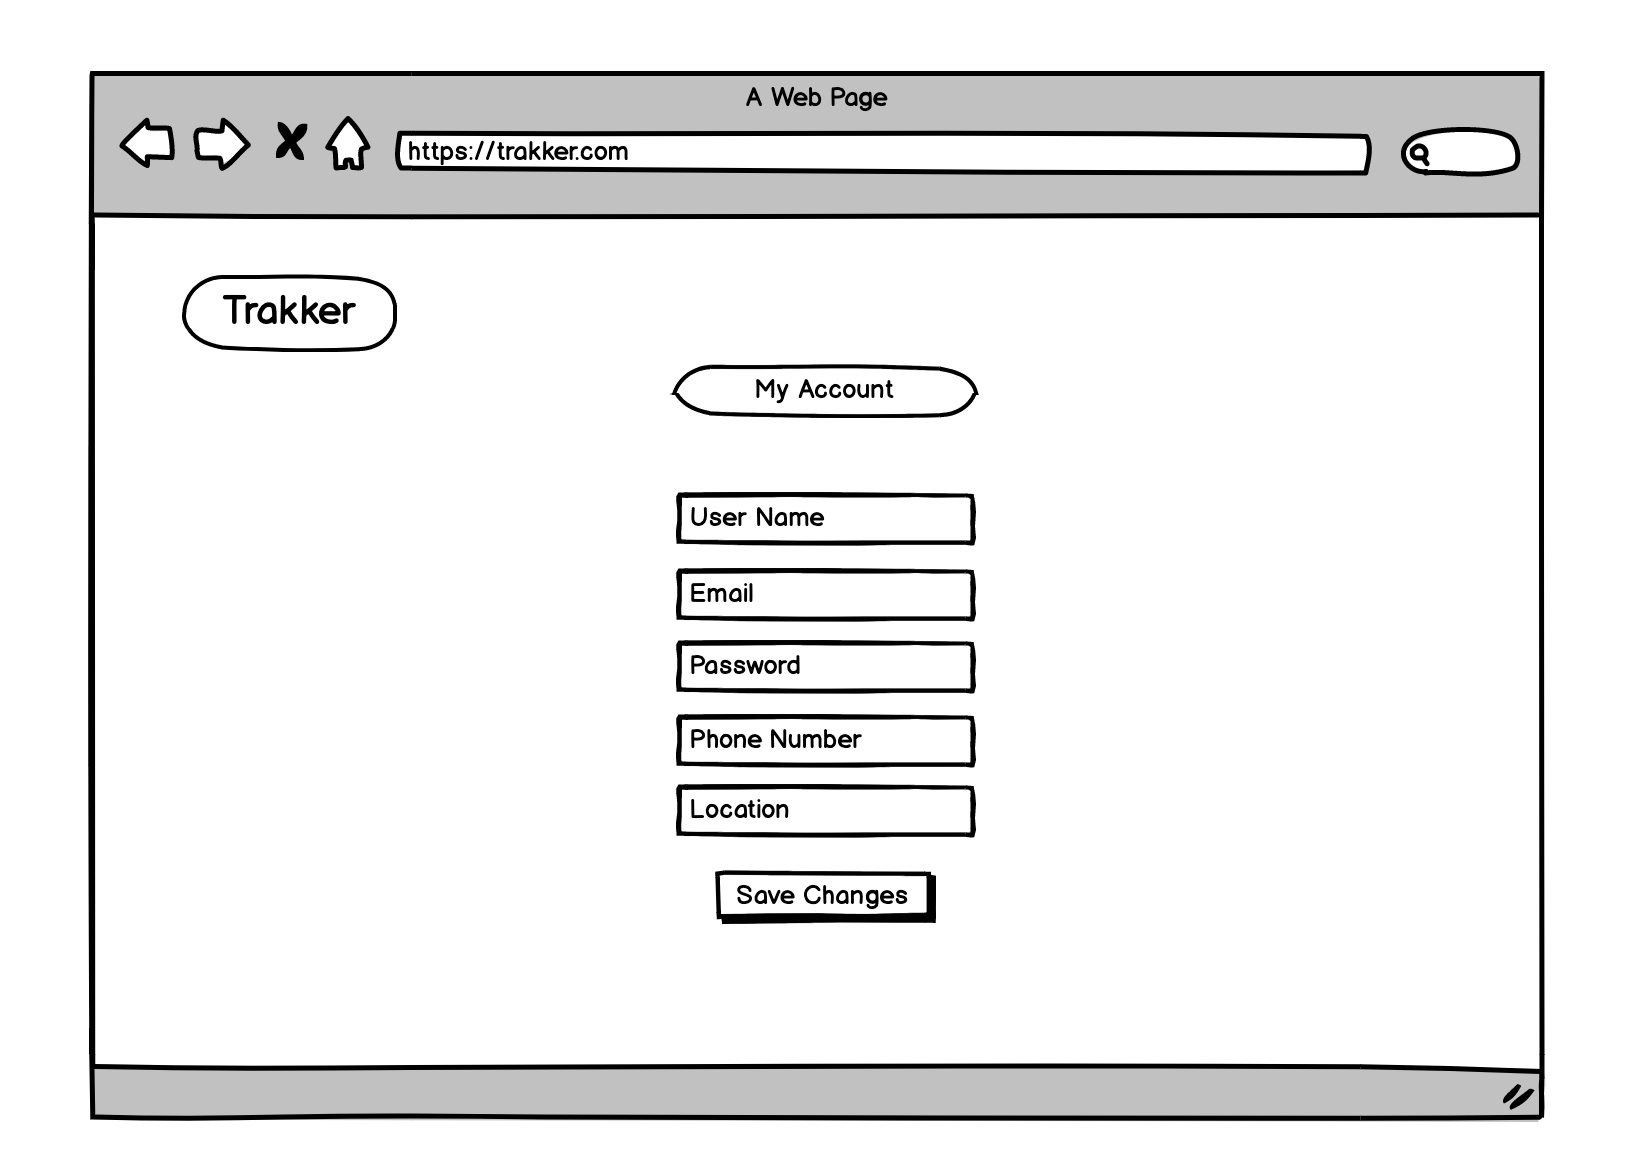 A Web Page
https://trakker.com
Trakker
My Account
User Name
Email
Password
Phone Number
Location
Save Changes